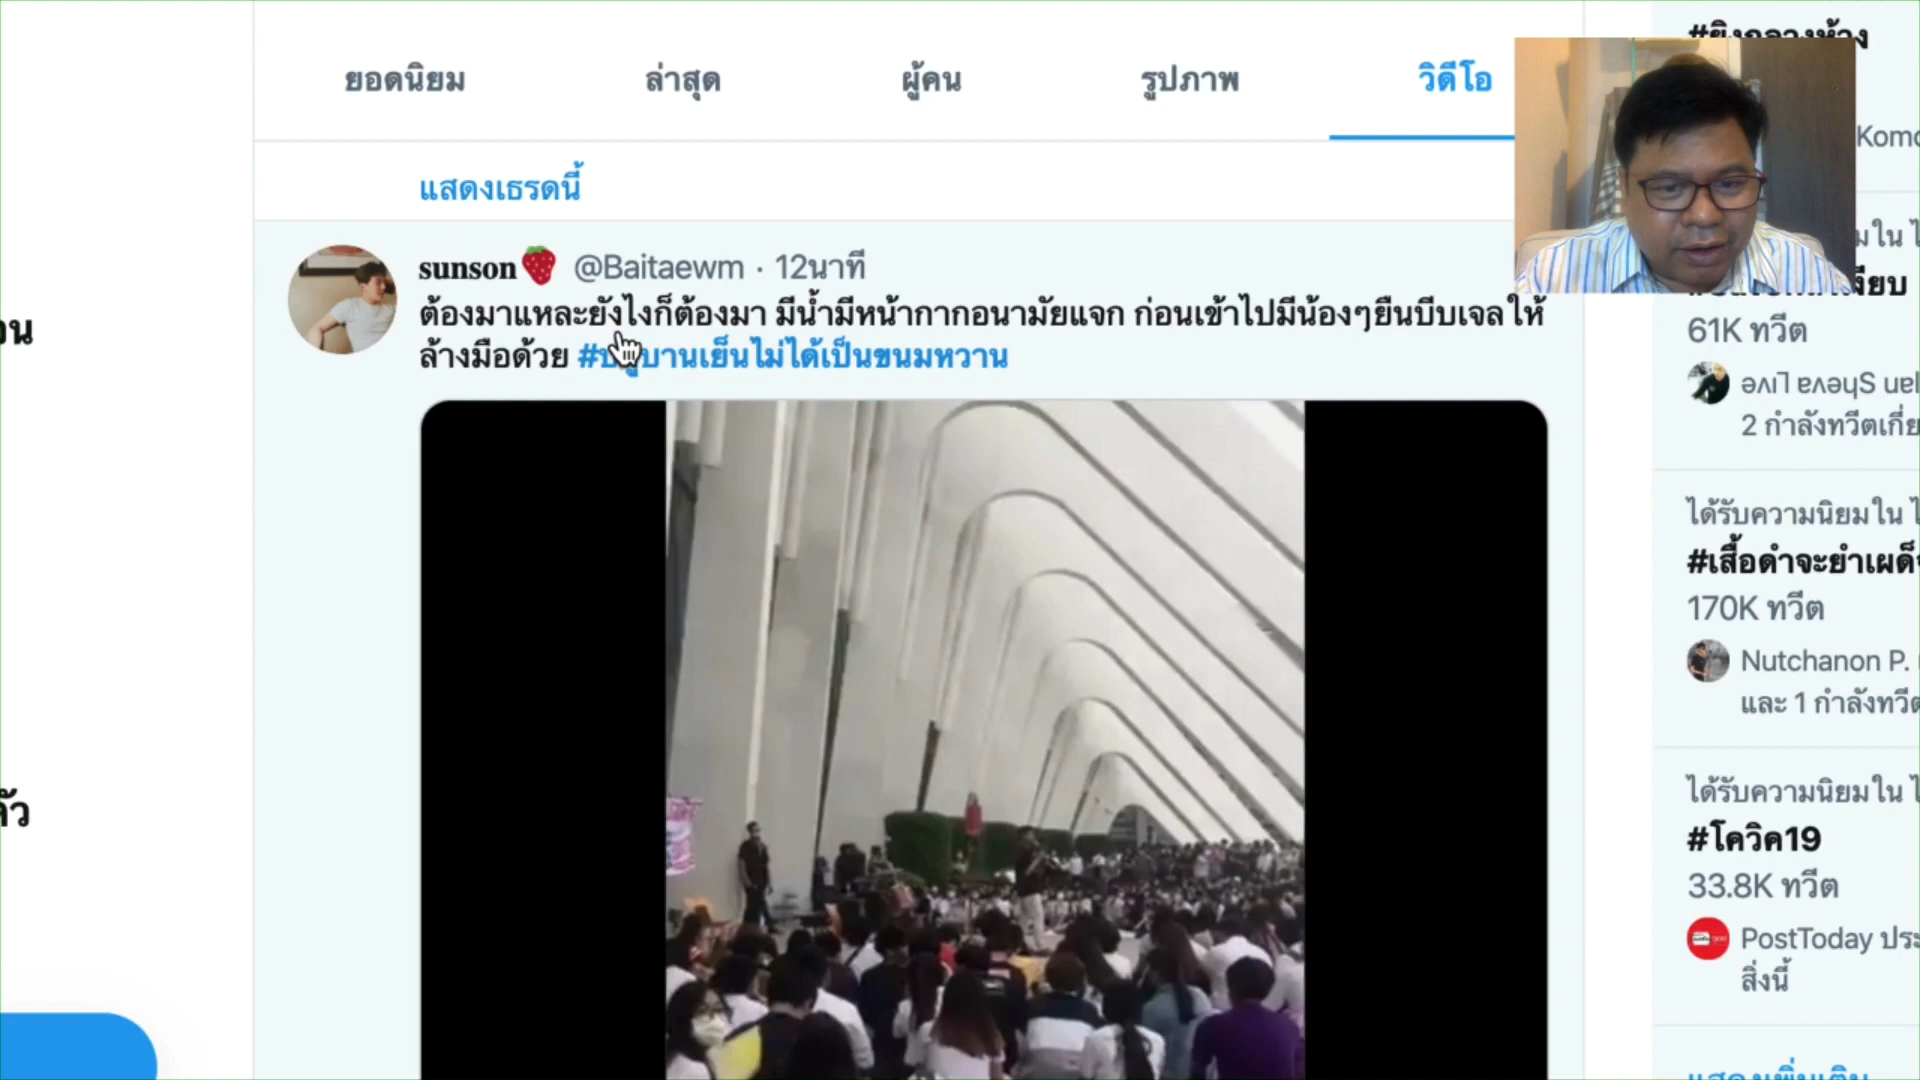 ยอดนิยม ล่าสุด ผู้คน รูปภาพ วิดีโอ
แสดงเธรดนี้
sunson🍓 @Baitaewm · 12นาที
ต้องมาแหละยังไงก็ต้องมา มีน้ำมีหน้ากากอนามัยแจก ก่อนเข้าไปมีน้องๆยืนบีบเจลให้
ล้างมือด้วย #บานเย็นไม่ได้เป็นขนมหวาน
61K ทวีต
2 กำลังทวีตเกี่ย
ได้รับความนิยมใน
#เสื้อดำจะยำเผด็
170K ทวีต
Nutchanon P.
และ 1 กำลังทวีต
ได้รับความนิยมใน
#โควิค19
33.8K ทวีต
PostToday ประ
สิ่งนี้